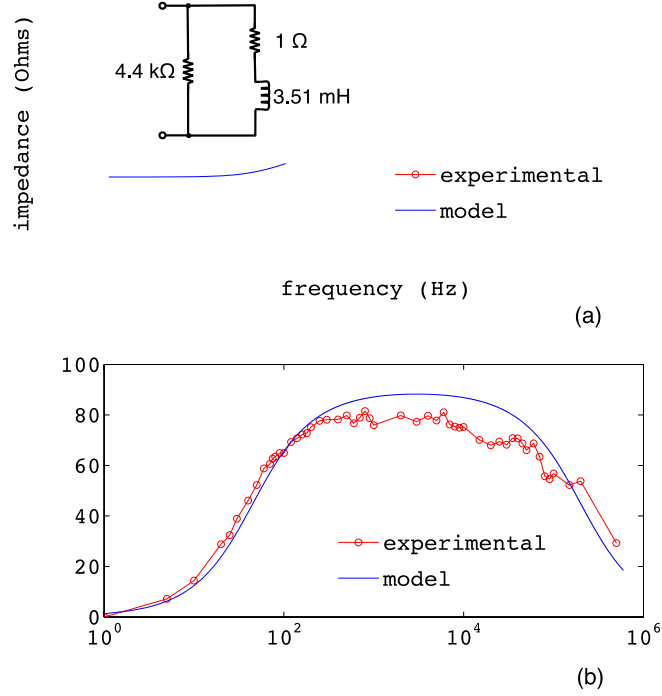 impedance (Ohms)
4.4 kΩ
1 Ω
3.51 mH
experimental
model
frequency (Hz)
(a)
100
80
60
40
20
0
experimental
model
10^0
10^2
10^4
10^6
(b)